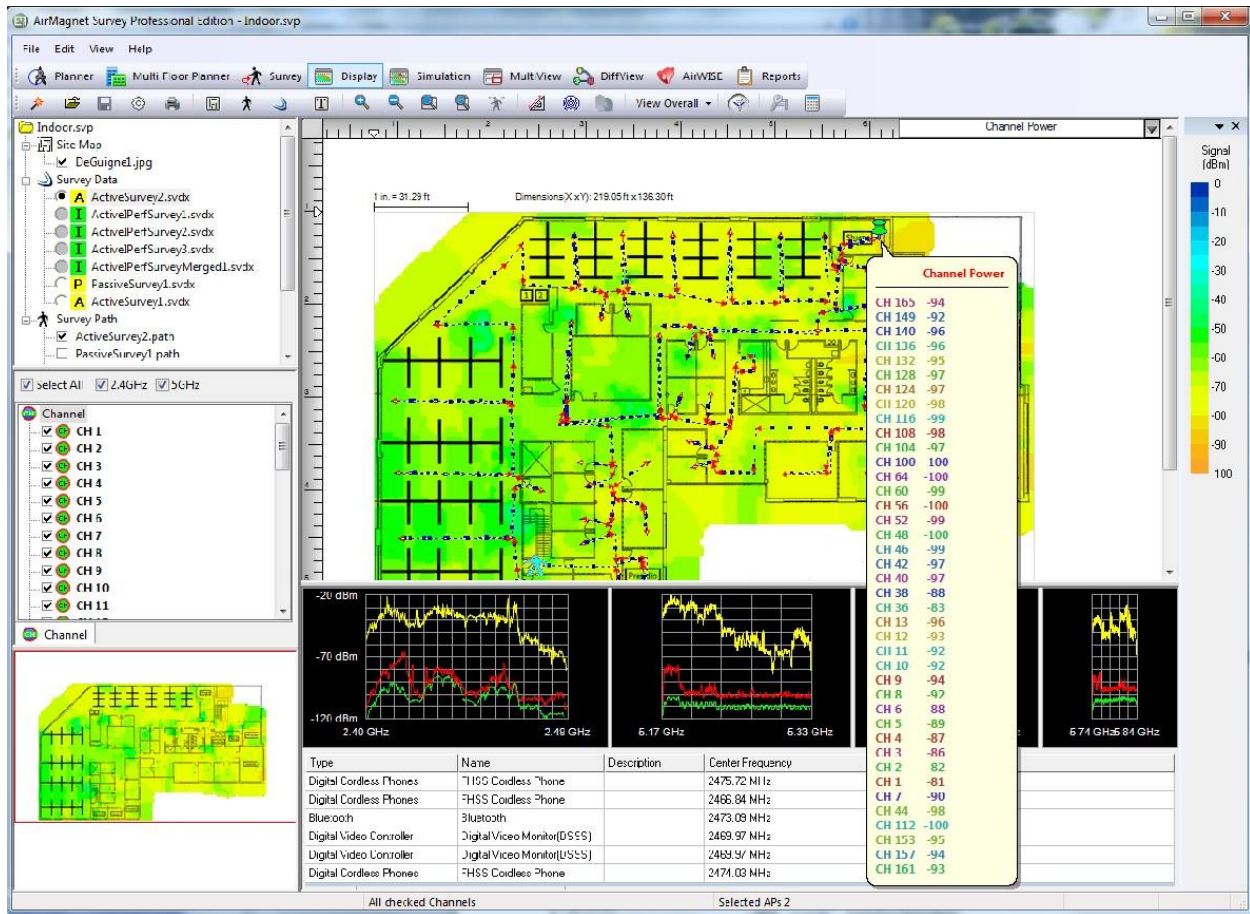 AirMagnet Survey Professional Edition - Indoor.svp
File Edit View Help
Planner Multi Floor Planner Survey Display Simulation MultiView DiffView AirWISE Reports
T View Overall
Indoor.svp
Site Map
DeGuigne1.jpg
Survey Data
A ActiveSurvey2.svdx
I ActiveIPerfSurvey1.svdx
I ActiveIPerfSurvey2.svdx
I ActiveIPerfSurvey3.svdx
I ActiveIPerfSurveyMerged1.svdx
P PassiveSurvey1.svdx
A ActiveSurvey1.svdx
Survey Path
ActiveSurvey2.path
PassiveSurvey1.path
Select All 2.4GHz 5GHz
Channel
CH 1
CH 2
CH 3
CH 4
CH 5
CH 6
CH 7
CH 8
CH 9
CH 10
CH 11
Channel
Channel Power
1 in. = 31.29 ft Dimensions(X x Y): 219.05 ft x 136.30 ft
1 2
Presidio
Channel Power
CH 165 -94
CH 149 -92
CH 140 -96
CH 136 -96
CH 132 -95
CH 128 -97
CH 124 -97
CH 120 -98
CH 116 -99
CH 108 -98
CH 104 -97
CH 100 100
CH 64 -100
CH 60 -99
CH 56 -100
CH 52 -99
CH 48 -100
CH 46 -99
CH 42 -97
CH 40 -97
CH 38 -88
CH 36 -83
CH 13 -96
CH 12 -93
CH 11 -92
CH 10 -92
CH 9 -94
CH 8 -92
CH 6 88
CH 5 -89
CH 4 -87
CH 3 -86
CH 2 82
CH 1 -81
CH 7 -90
CH 44 -98
CH 112 -100
CH 153 -95
CH 157 -94
CH 161 -93
Signal
(dBm)
0
-10
-20
-30
-40
-50
-60
-70
-90
100
-20 dBm
-70 dBm
-120 dBm
2.40 GHz 2.49 GHz
5.17 GHz 5.33 GHz
Type Name Description Center Frequency
Digital Cordless Phones FHSS Cordless Phone 2475.72 MHz
Digital Cordless Phones FHSS Cordless Phone 2466.84 MHz
Bluetooth Bluetooth 2473.09 MHz
Digital Video Controller Digital Video Monitor(DSSS) 2469.97 MHz
Digital Video Controller Digital Video Monitor(DSSS) 2469.97 MHz
Digital Cordless Phones FHSS Cordless Phone 2474.03 MHz
All checked Channels Selected APs 2